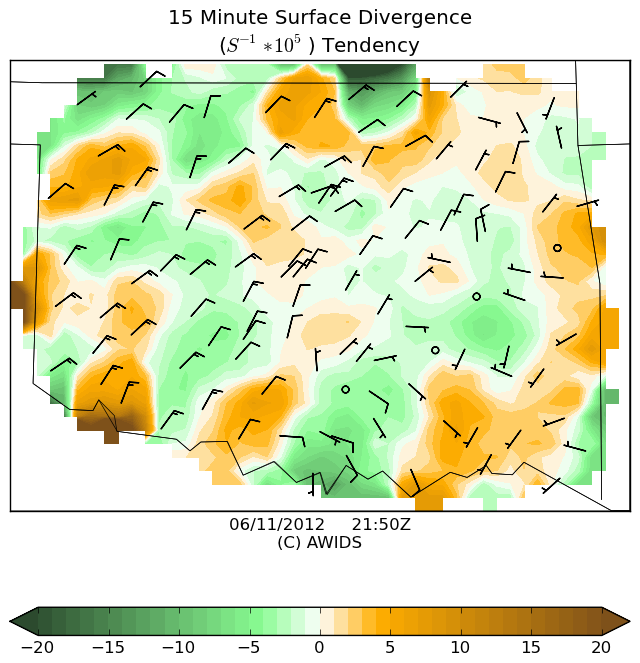 15 Minute Surface Divergence
(S⁻¹ ∗ 10⁵ ) Tendency
06/11/2012 21:50Z
(C) AWIDS
−20 −15 −10 −5 0 5 10 15 20